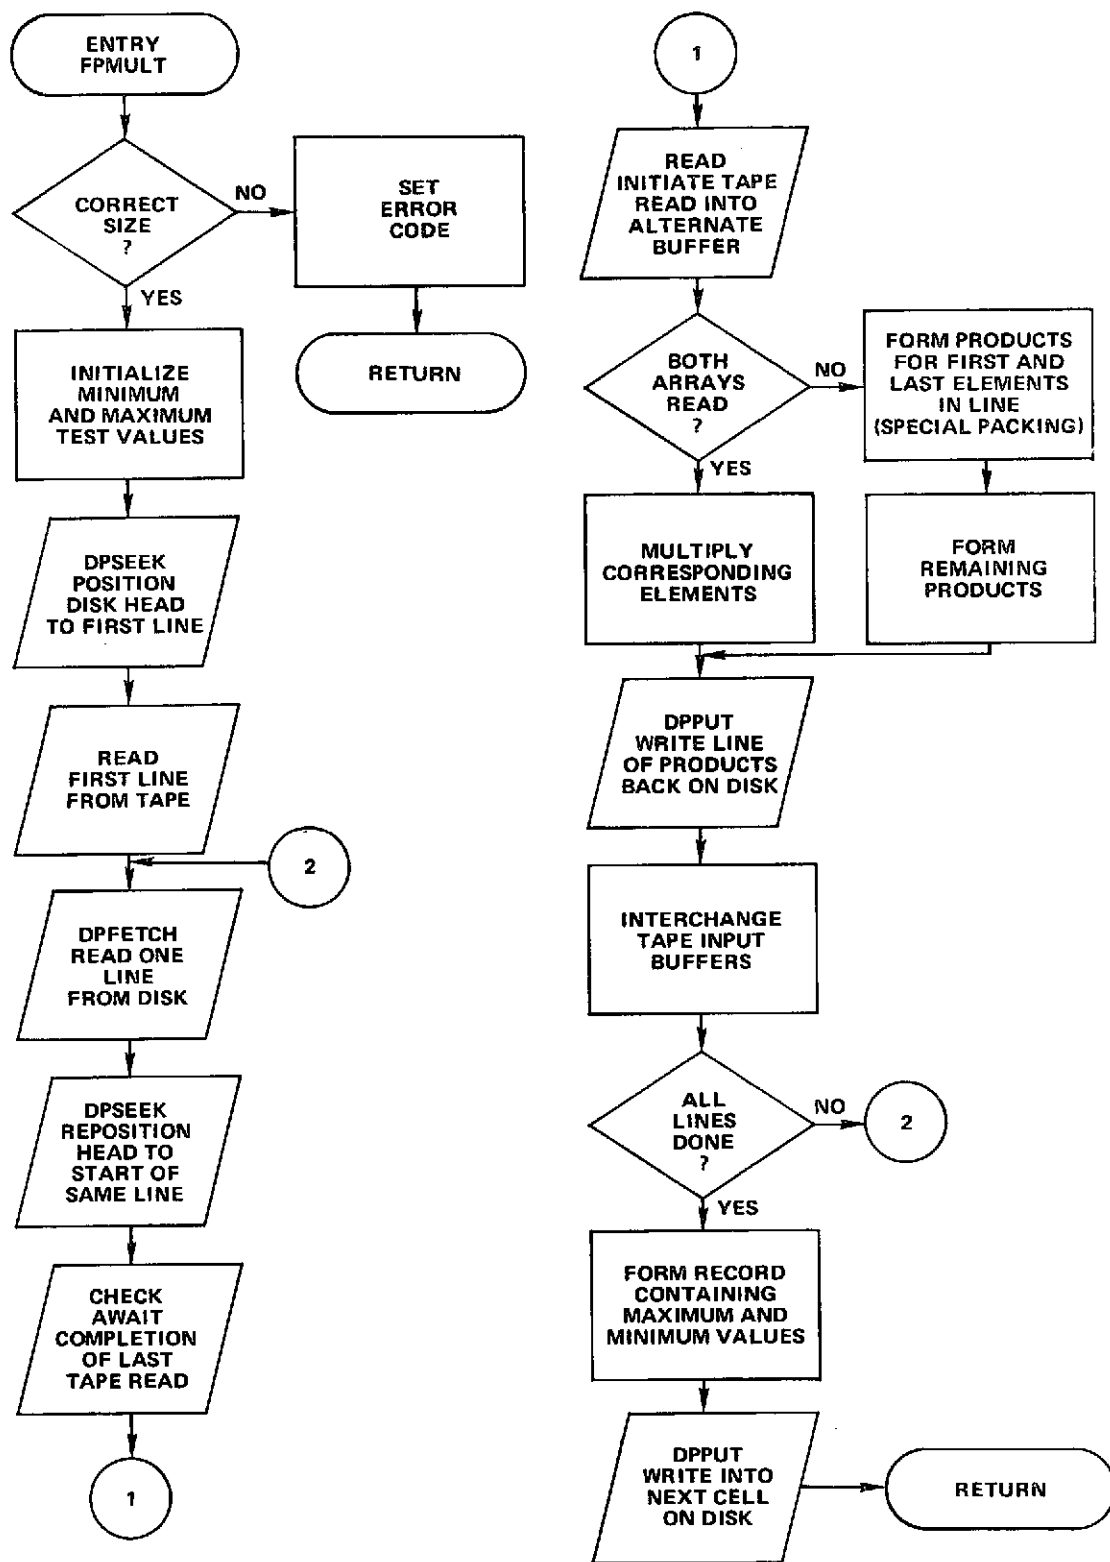 ENTRY
FPMULT
CORRECT
SIZE
?
NO
SET
ERROR
CODE
RETURN
YES
INITIALIZE
MINIMUM
AND MAXIMUM
TEST VALUES
DPSEEK
POSITION
DISK HEAD
TO FIRST LINE
READ
FIRST LINE
FROM TAPE
2
DPFETCH
READ ONE
LINE
FROM DISK
DPSEEK
REPOSITION
HEAD TO
START OF
SAME LINE
CHECK
AWAIT
COMPLETION
OF LAST
TAPE READ
1
1
READ
INITIATE TAPE
READ INTO
ALTERNATE
BUFFER
BOTH
ARRAYS
READ
?
NO
FORM PRODUCTS
FOR FIRST AND
LAST ELEMENTS
IN LINE
(SPECIAL PACKING)
FORM
REMAINING
PRODUCTS
YES
MULTIPLY
CORRESPONDING
ELEMENTS
DPPUT
WRITE LINE
OF PRODUCTS
BACK ON DISK
INTERCHANGE
TAPE INPUT
BUFFERS
ALL
LINES
DONE
?
NO
2
YES
FORM RECORD
CONTAINING
MAXIMUM AND
MINIMUM VALUES
DPPUT
WRITE INTO
NEXT CELL
ON DISK
RETURN